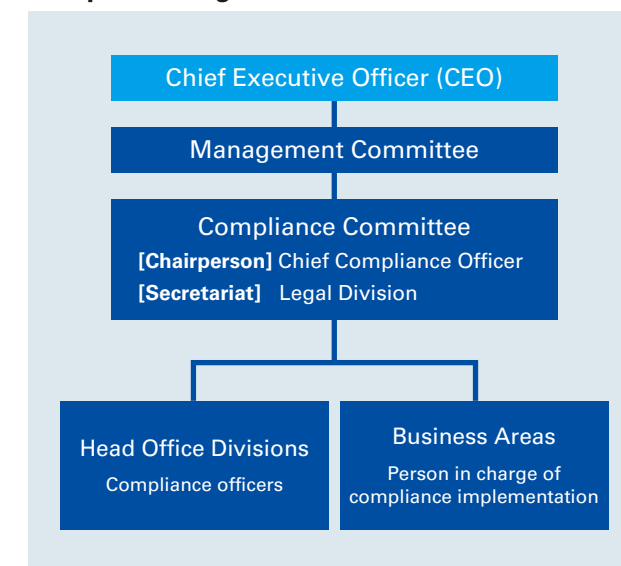 Chief Executive Officer (CEO)
Management Committee
Compliance Committee
[Chairperson] Chief Compliance Officer
[Secretariat] Legal Division
Head Office Divisions
Compliance officers
Business Areas
Person in charge of
compliance implementation